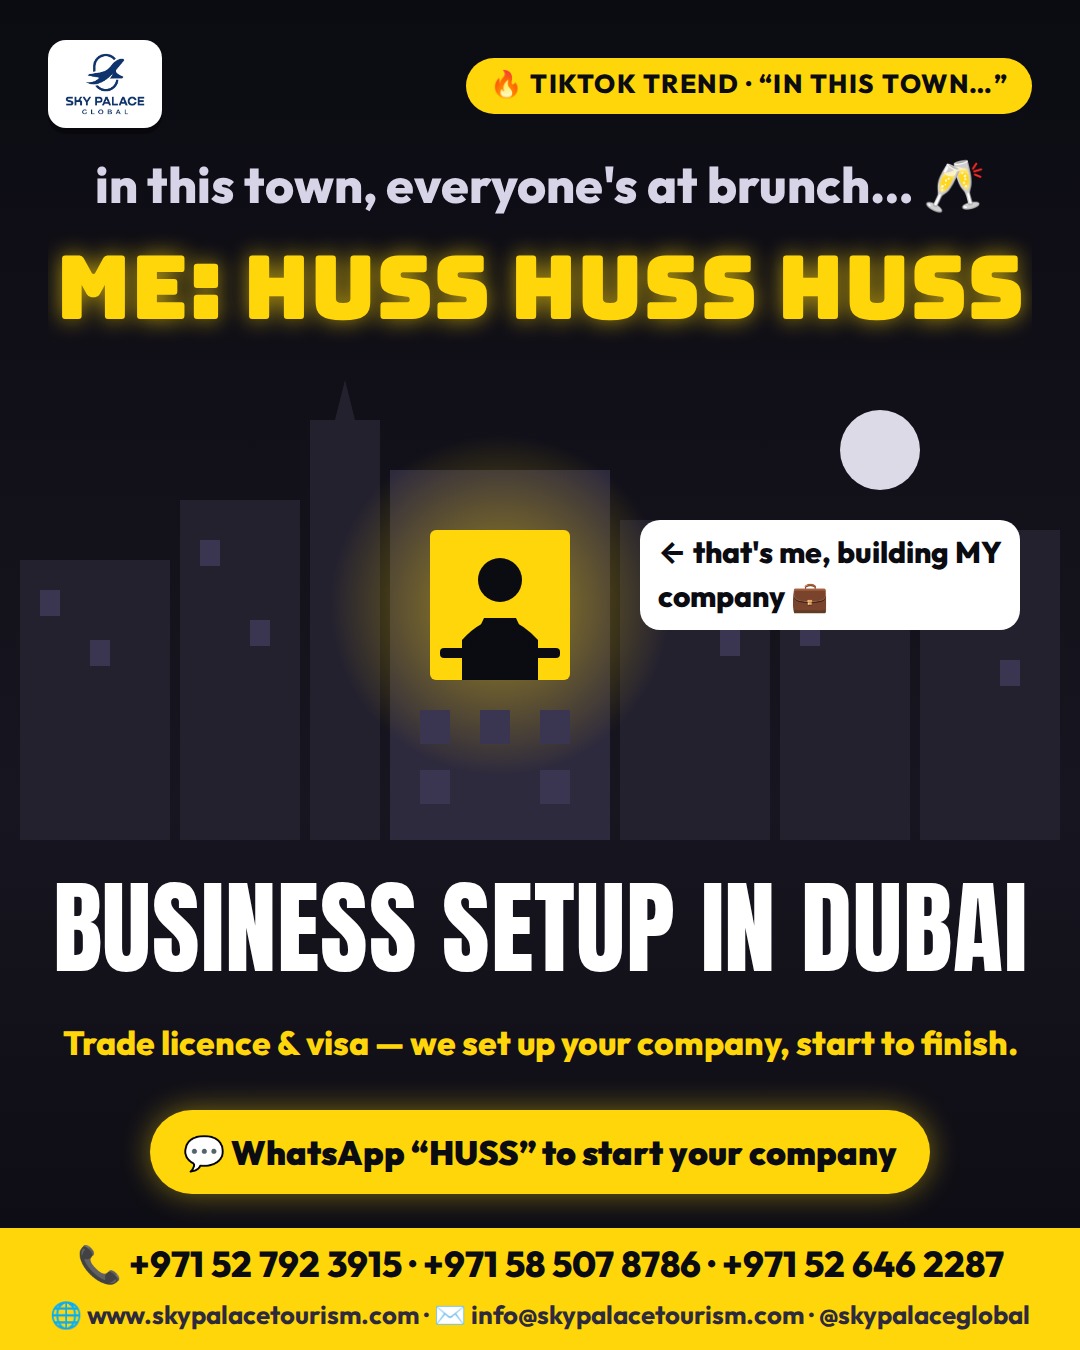 SKY PALACE
GLOBAL
🔥 TIKTOK TREND · “IN THIS TOWN...”
in this town, everyone's at brunch... 🥂
ME: HUSS HUSS HUSS
← that's me, building MY
company 💼
BUSINESS SETUP IN DUBAI
Trade licence & visa — we set up your company, start to finish.
💬 WhatsApp “HUSS” to start your company
📞 +971 52 792 3915 · +971 58 507 8786 · +971 52 646 2287
🌐 www.skypalacetourism.com · ✉️ info@skypalacetourism.com · @skypalaceglobal